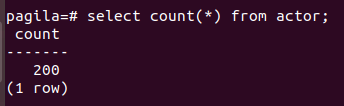 pagila=# select count(*) from actor;
 count
-------
   200
(1 row)